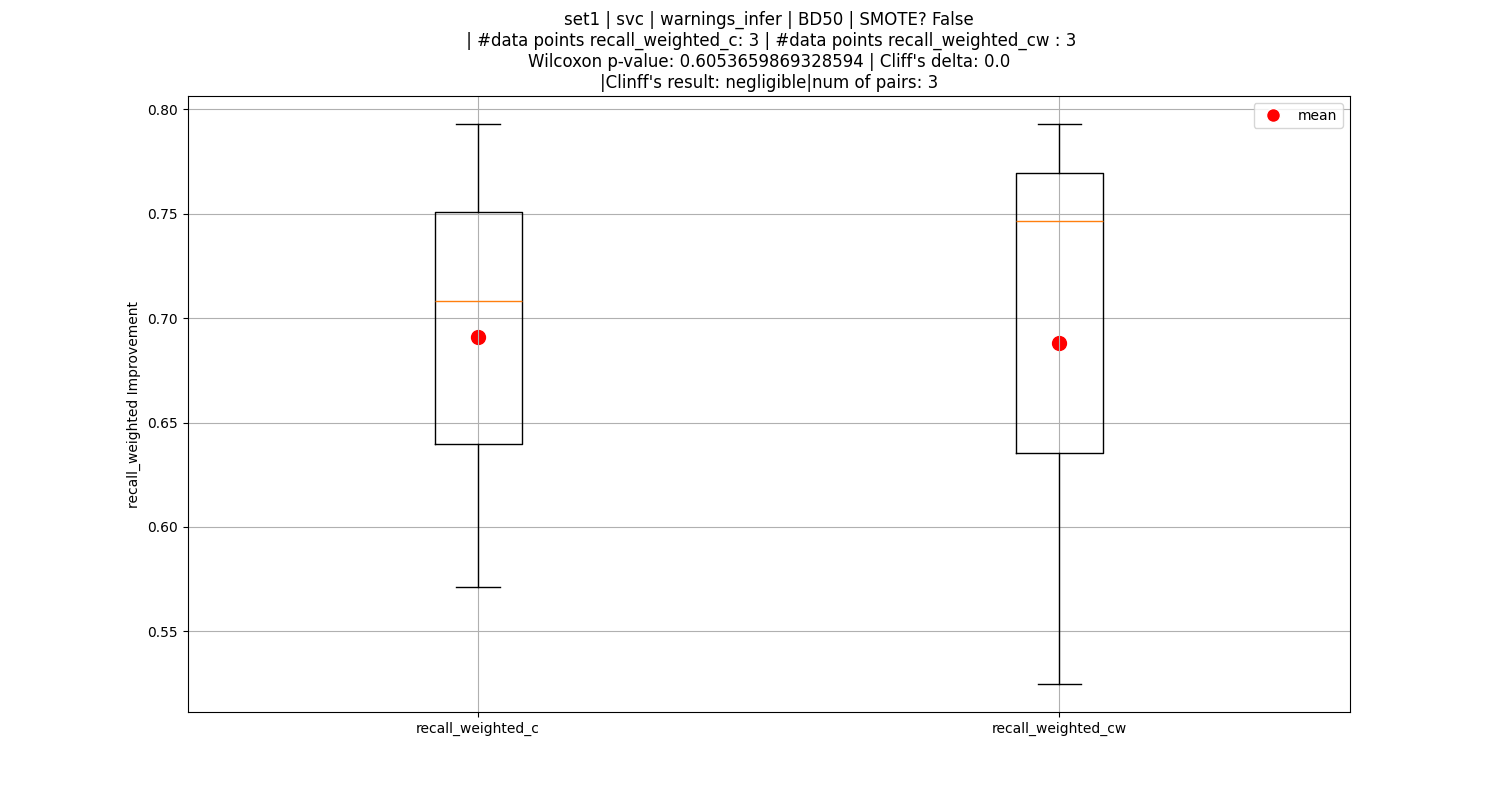 set1 | svc | warnings_infer | BD50 | SMOTE? False
| #data points recall_weighted_c: 3 | #data points recall_weighted_cw : 3
Wilcoxon p-value: 0.6053659869328594 | Cliff's delta: 0.0
|Clinff's result: negligible|num of pairs: 3
mean
recall_weighted Improvement
0.80
0.75
0.70
0.65
0.60
0.55
recall_weighted_c
recall_weighted_cw